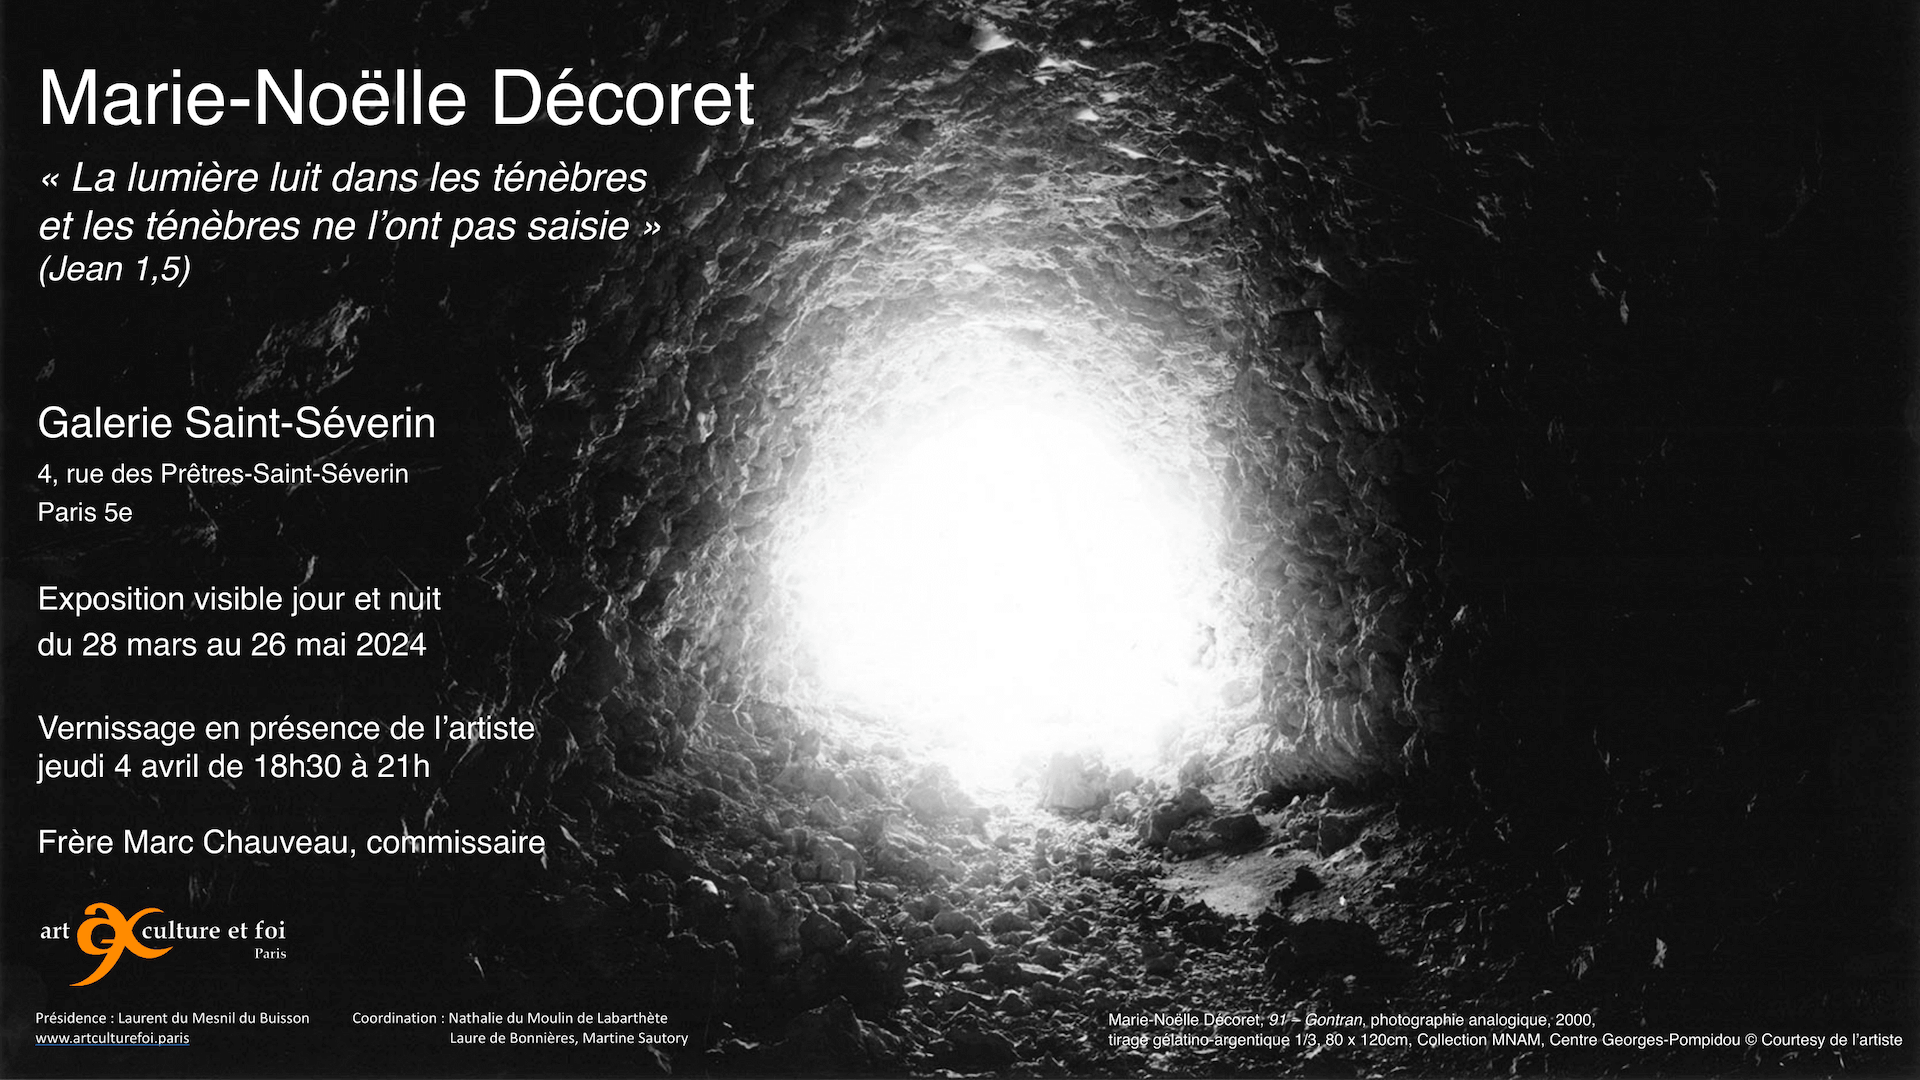 Marie-Noëlle Décoret
« La lumière luit dans les ténèbres
et les ténèbres ne l’ont pas saisie »
(Jean 1,5)
Galerie Saint-Séverin
4, rue des Prêtres-Saint-Séverin
Paris 5e
Exposition visible jour et nuit
du 28 mars au 26 mai 2024
Vernissage en présence de l’artiste
jeudi 4 avril de 18h30 à 21h
Frère Marc Chauveau, commissaire
art culture et foi
Paris
Présidence : Laurent du Mesnil du Buisson
www.artculturefoi.paris
Coordination : Nathalie du Moulin de Labarthète
Laure de Bonnières, Martine Sautory
Marie-Noëlle Décoret, 91 – Gontran, photographie analogique, 2000,
tirage gélatino-argentique 1/3, 80 x 120cm, Collection MNAM, Centre Georges-Pompidou © Courtesy de l’artiste